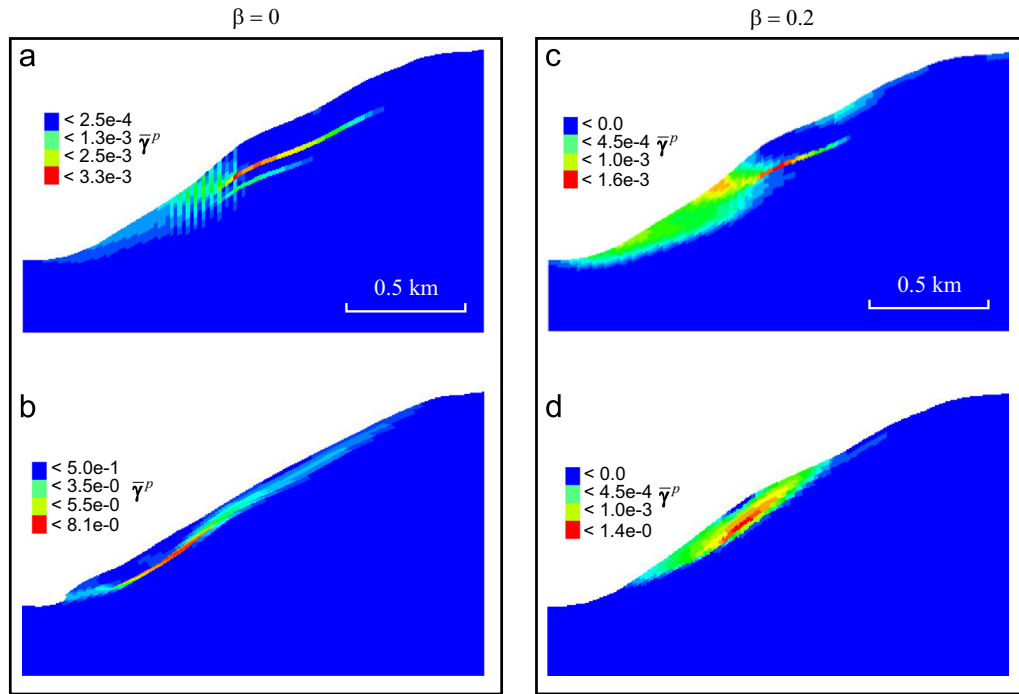 β = 0
β = 0.2
a
< 2.5e-4
< 1.3e-3 γ̅ᵖ
< 2.5e-3
< 3.3e-3
0.5 km
b
< 5.0e-1
< 3.5e-0 γ̅ᵖ
< 5.5e-0
< 8.1e-0
c
< 0.0
< 4.5e-4 γ̅ᵖ
< 1.0e-3
< 1.6e-3
0.5 km
d
< 0.0
< 4.5e-4 γ̅ᵖ
< 1.0e-3
< 1.4e-0